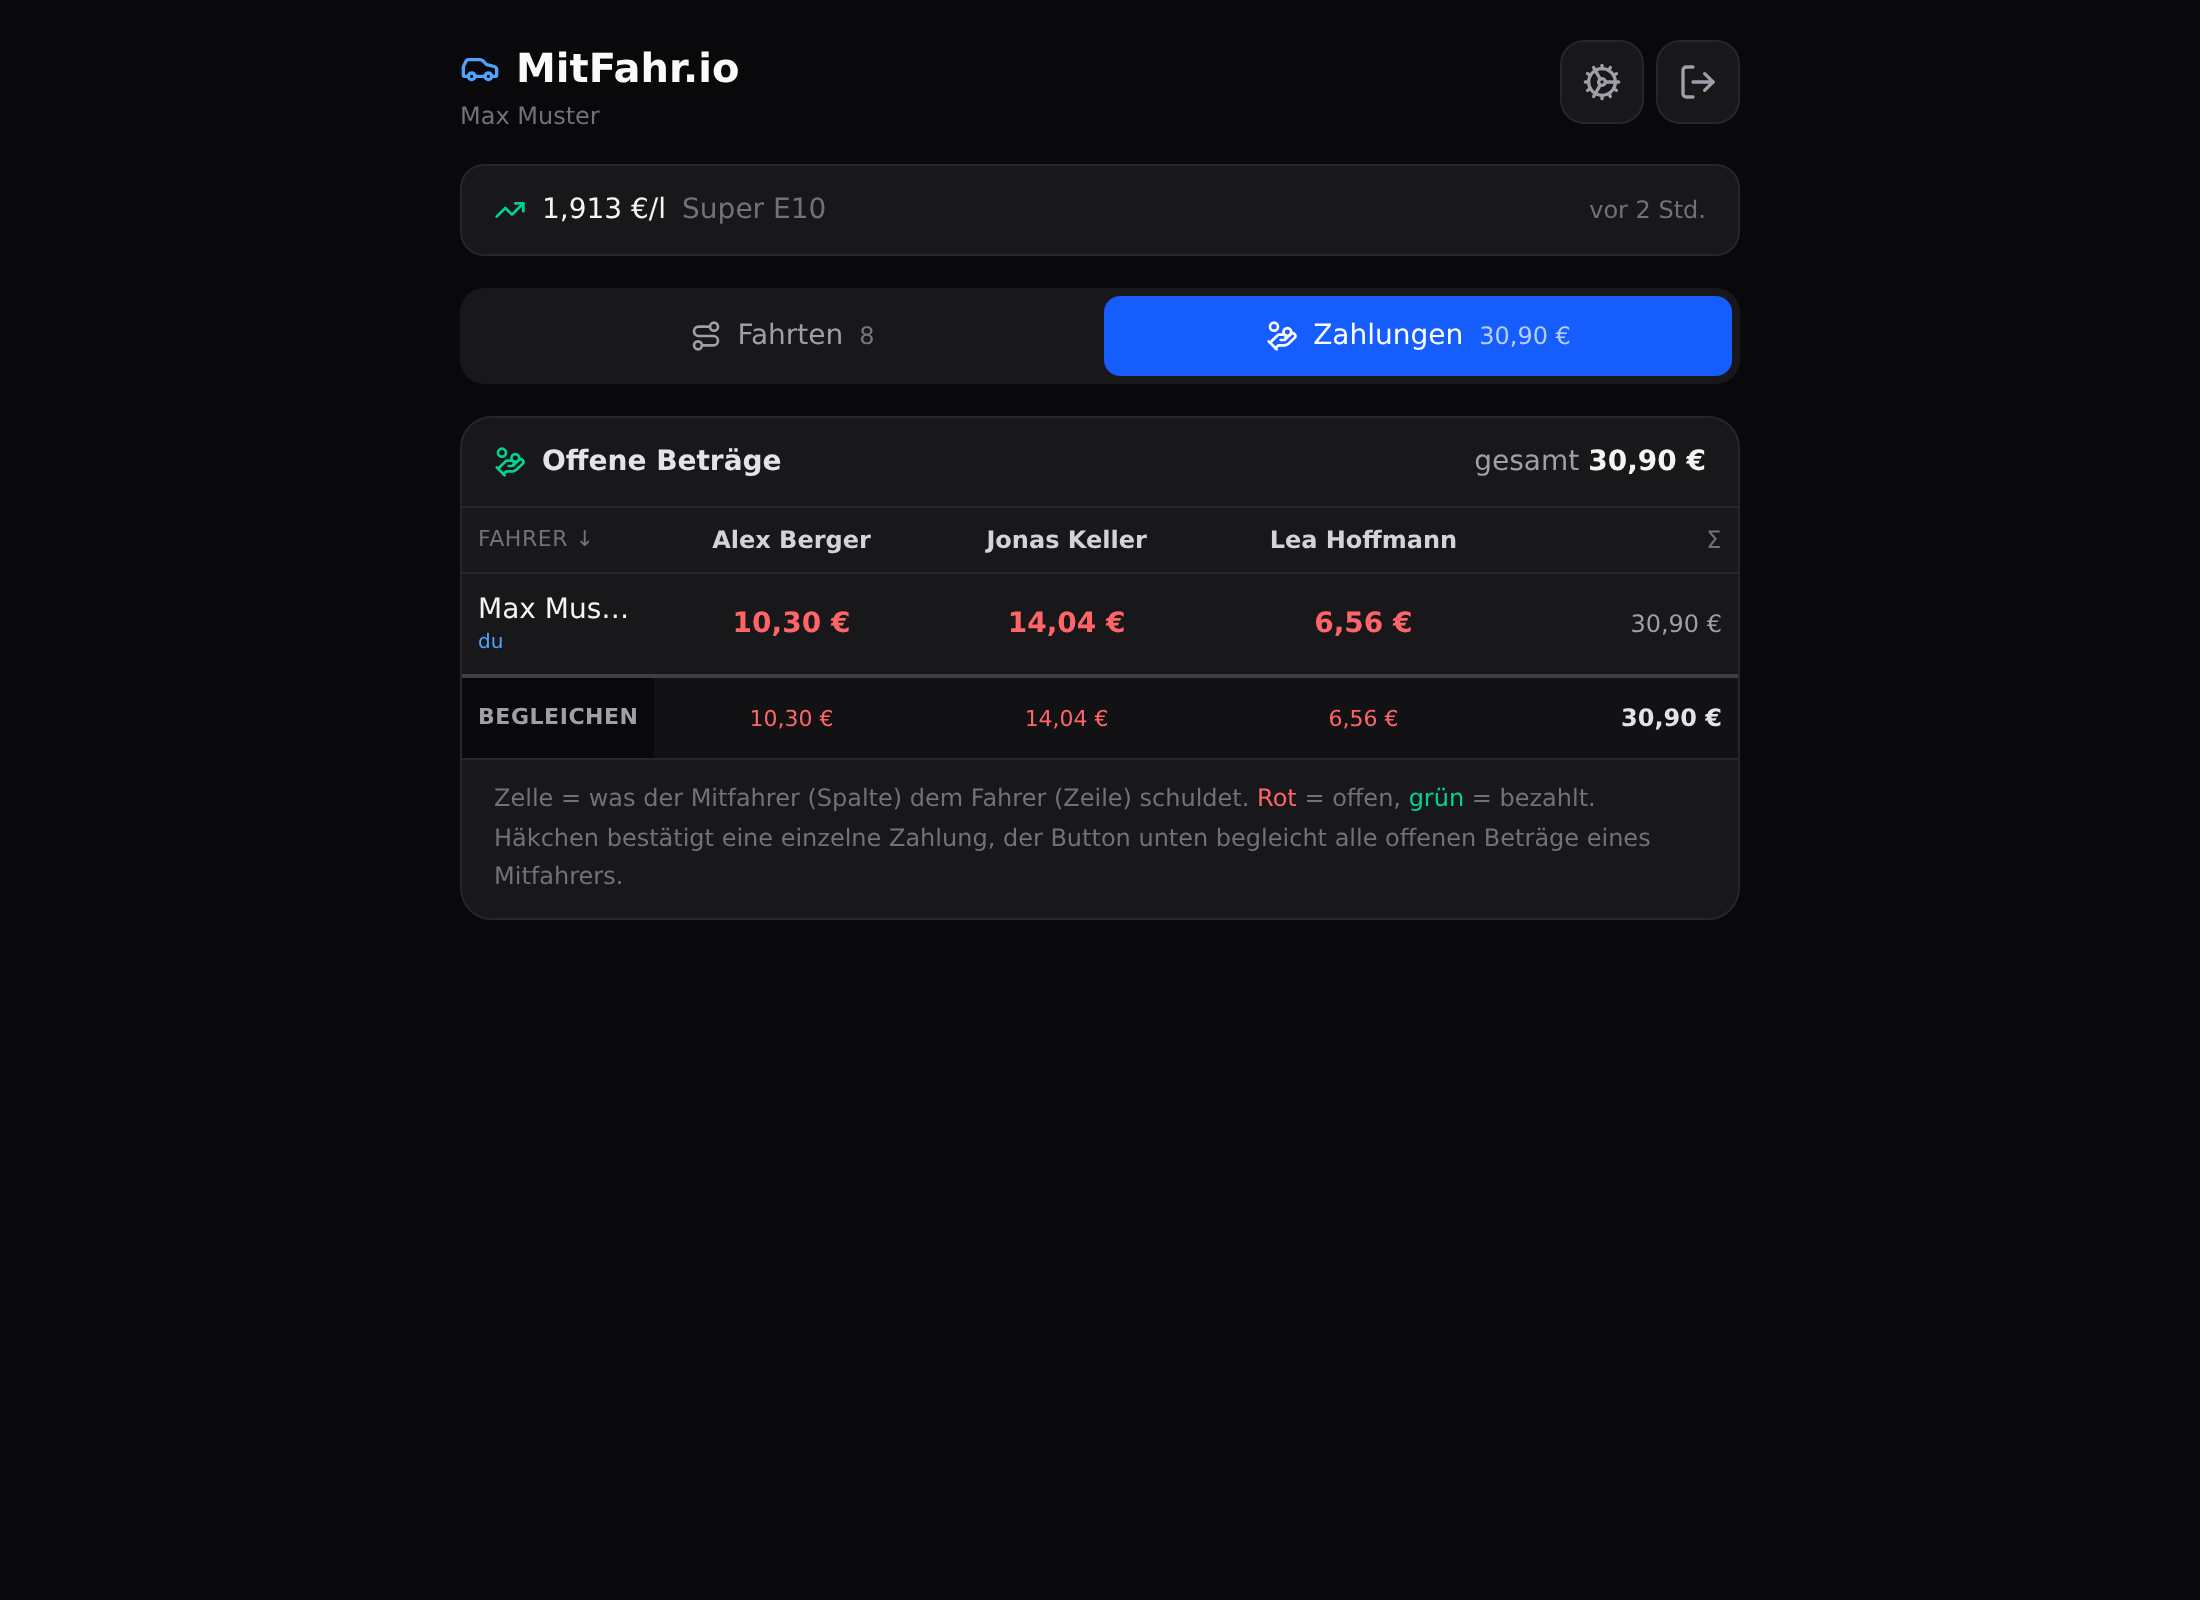 MitFahr.io
Max Muster
1,913 €/l Super E10 vor 2 Std.
Fahrten 8 Zahlungen 30,90 €
Offene Beträge gesamt 30,90 €
FAHRER ↓ Alex Berger Jonas Keller Lea Hoffmann Σ
Max Mus... 10,30 € 14,04 € 6,56 € 30,90 €
du
BEGLEICHEN 10,30 € 14,04 € 6,56 € 30,90 €
Zelle = was der Mitfahrer (Spalte) dem Fahrer (Zeile) schuldet. Rot = offen, grün = bezahlt.
Häkchen bestätigt eine einzelne Zahlung, der Button unten begleicht alle offenen Beträge eines
Mitfahrers.